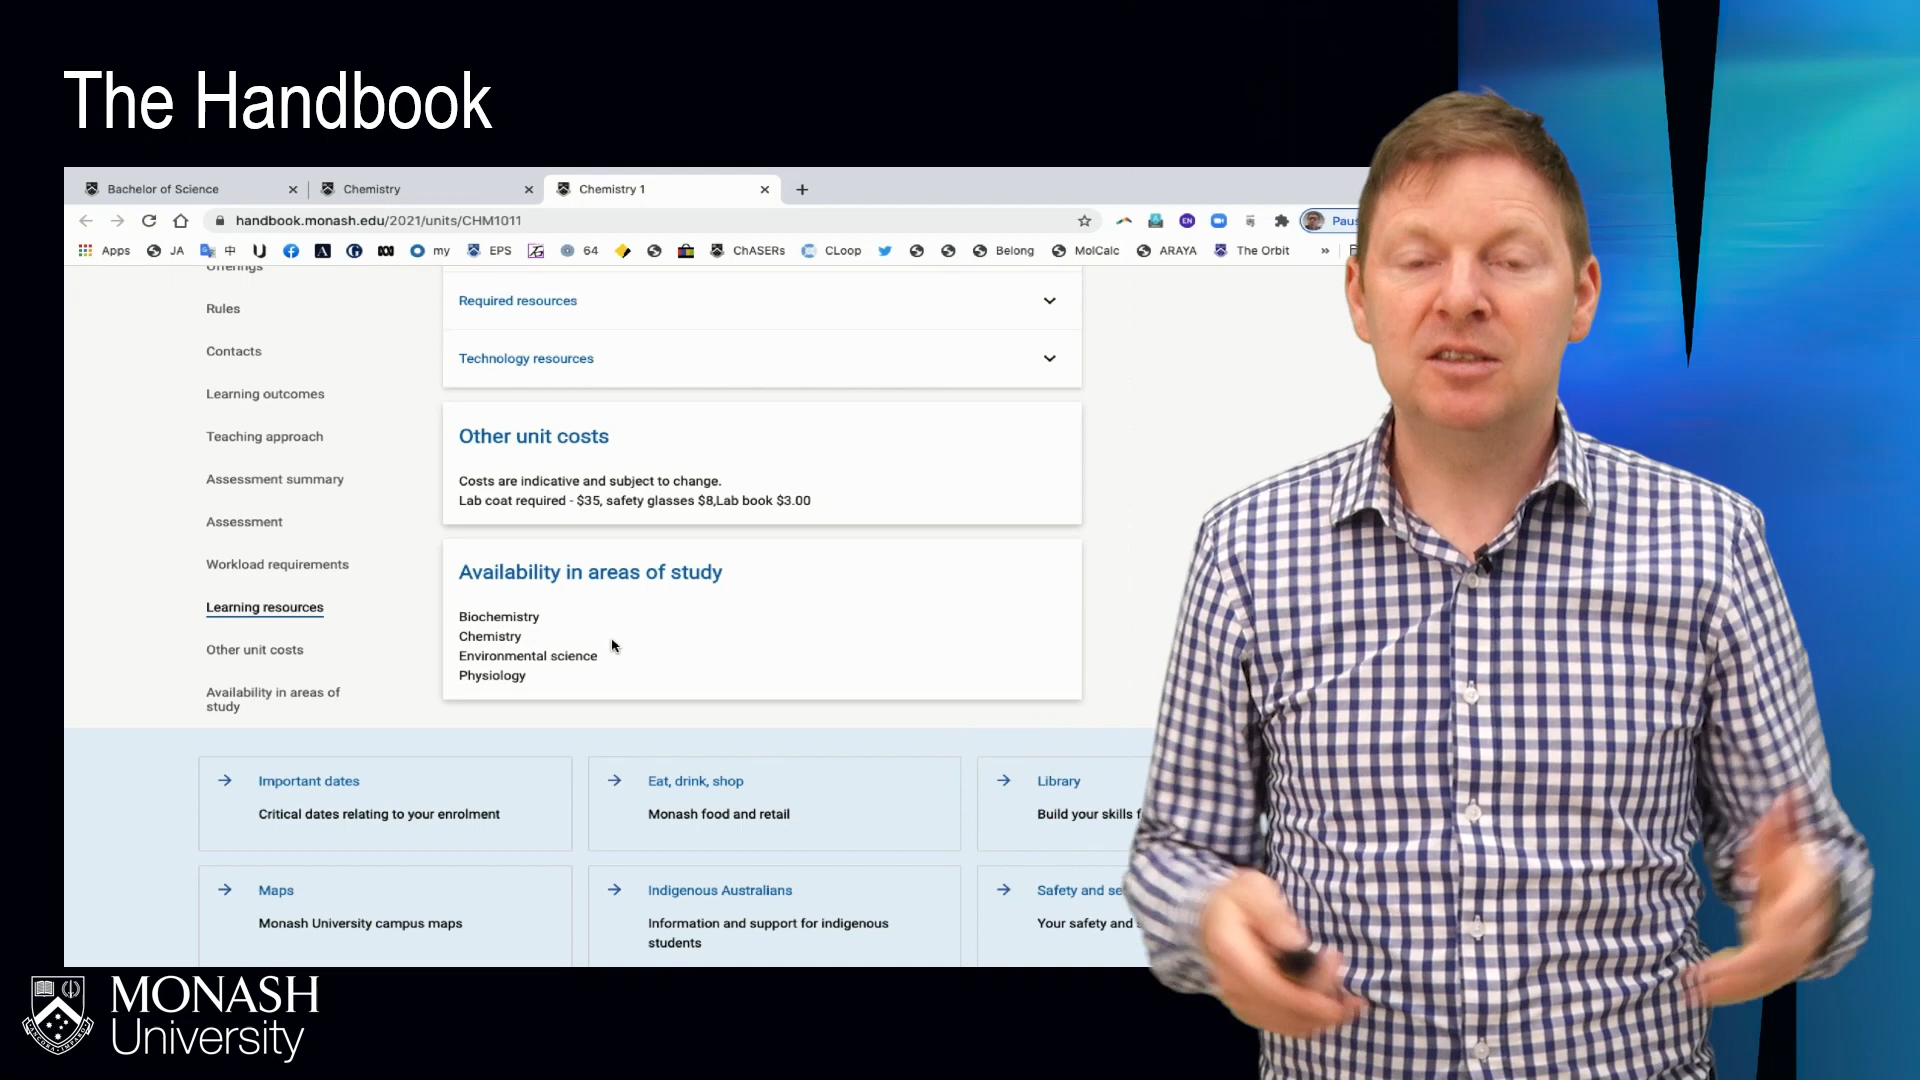 The Handbook
Bachelor of Science
Chemistry
Chemistry 1
handbook.monash.edu/2021/units/CHM1011
EN
Apps
JA
中
my
EPS
64
ChASERs
CLoop
Belong
MolCalc
ARAYA
The Orbit
»
Offerings
Rules
Contacts
Learning outcomes
Teaching approach
Assessment summary
Assessment
Workload requirements
Learning resources
Other unit costs
Availability in areas of
study
Required resources
Technology resources
Other unit costs
Costs are indicative and subject to change.
Lab coat required - $35, safety glasses $8,Lab book $3.00
Availability in areas of study
Biochemistry
Chemistry
Environmental science
Physiology
Important dates
Critical dates relating to your enrolment
Eat, drink, shop
Monash food and retail
Library
Build your skills
Maps
Monash University campus maps
Indigenous Australians
Information and support for indigenous
students
Safety and
Your safety and
MONASH
University